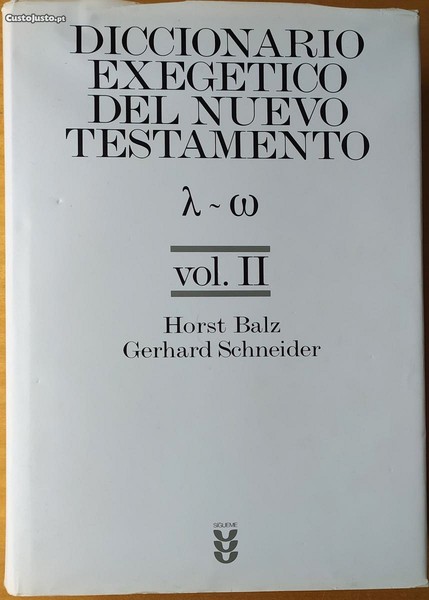 CustoJusto.pt
DICCIONARIO
EXEGETICO
DEL NUEVO
TESTAMENTO
λ ~ ω
vol. II
Horst Balz
Gerhard Schneider
SIGUEME